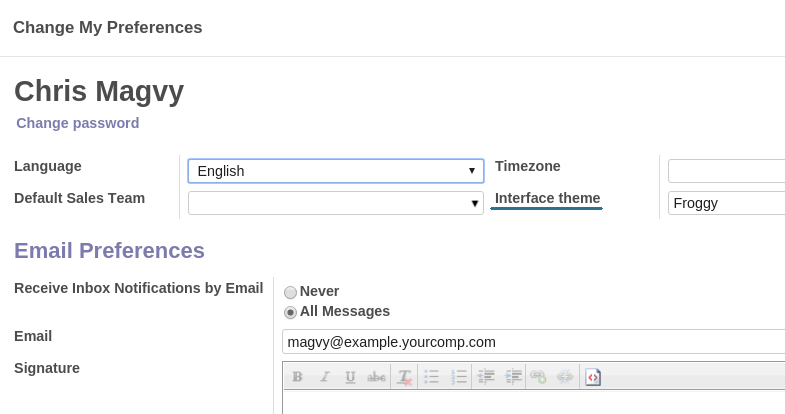 Change My Preferences
Chris Magvy
Change password
Language English Timezone
Default Sales Team Interface theme Froggy
Email Preferences
Receive Inbox Notifications by Email Never
All Messages
Email magvy@example.yourcomp.com
Signature
B I U abc T